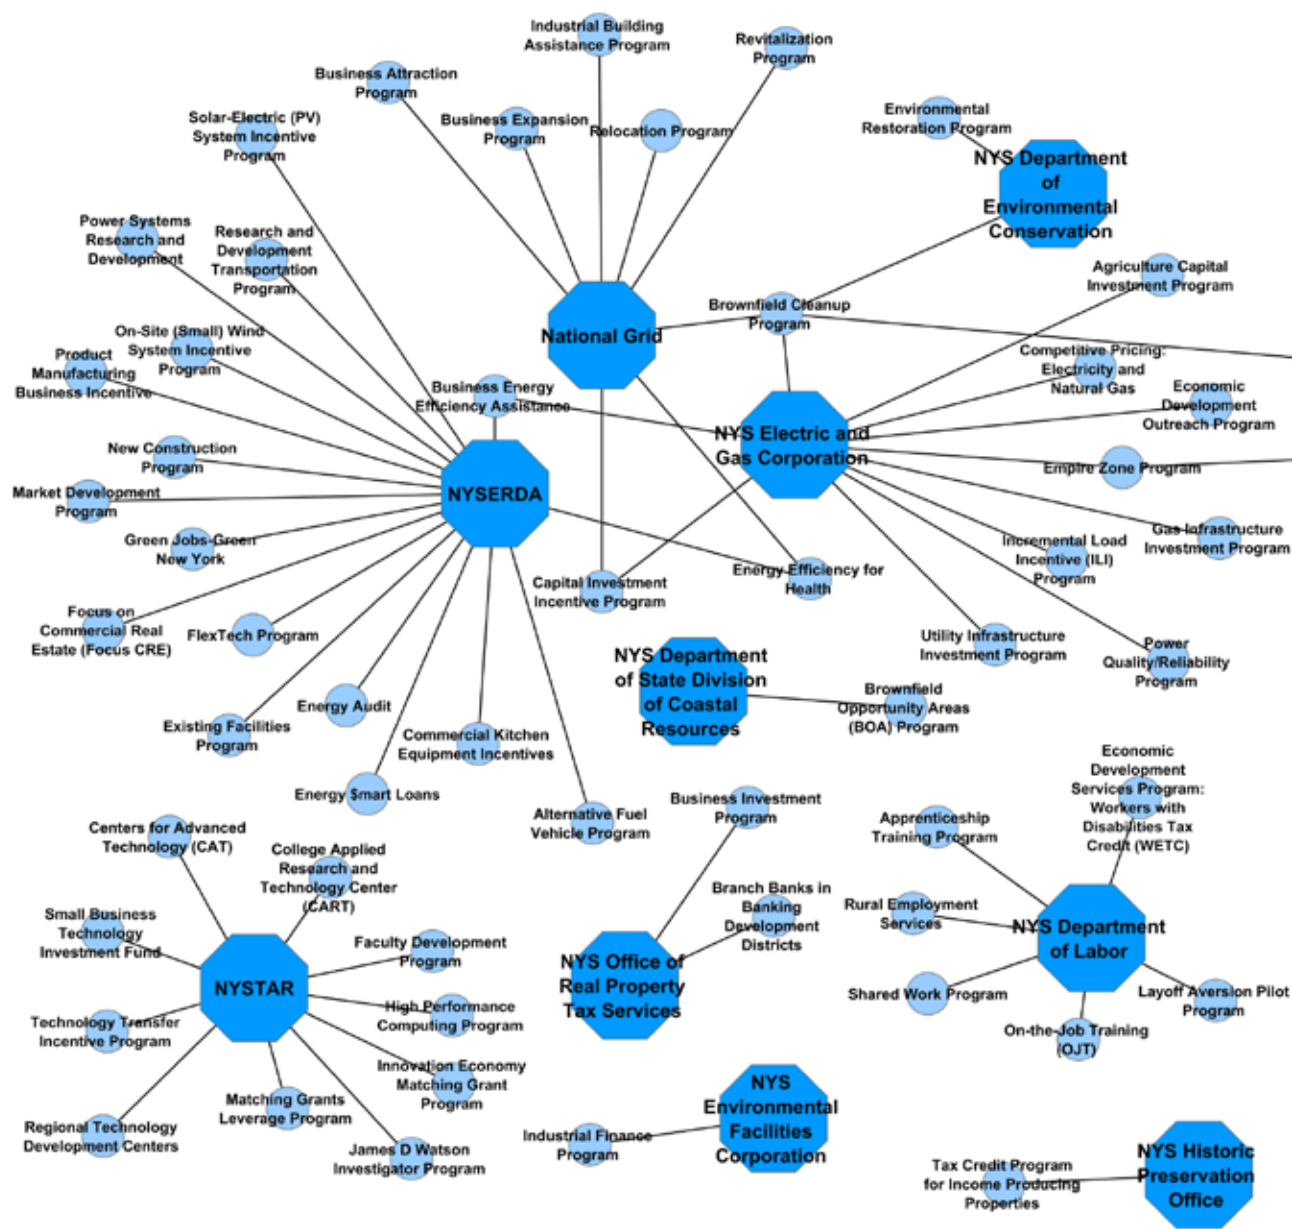 Industrial Building
Assistance Program
Revitalization
Program
Business Attraction
Program
Business Expansion
Program
Relocation Program
Environmental
Restoration Program
Solar-Electric (PV)
System Incentive
Program
NYS Department
of
Environmental
Conservation
Power Systems
Research and
Development
Research and
Development
Transportation
Program
Agriculture Capital
Investment Program
Brownfield Cleanup
Program
National Grid
On-Site (Small) Wind
System Incentive
Program
Product
Manufacturing
Business Incentive
Competitive Pricing:
Electricity and
Natural Gas
Business Energy
Efficiency Assistance
Economic
Development
Outreach Program
NYS Electric and
Gas Corporation
New Construction
Program
Empire Zone Program
NYSERDA
Market Development
Program
Green Jobs-Green
New York
Gas Infrastructure
Investment Program
Incremental Load
Incentive (ILI)
Program
Capital Investment
Incentive Program
Energy Efficiency for
Health
Focus on
Commercial Real
Estate (Focus CRE)
FlexTech Program
Utility Infrastructure
Investment Program
Power
Quality/Reliability
Program
NYS Department
of State Division
of Coastal
Resources
Brownfield
Opportunity Areas
(BOA) Program
Energy Audit
Existing Facilities
Program
Commercial Kitchen
Equipment Incentives
Energy $mart Loans
Alternative Fuel
Vehicle Program
Business Investment
Program
Economic
Development
Services Program:
Workers with
Disabilities Tax
Credit (WETC)
Apprenticeship
Training Program
Centers for Advanced
Technology (CAT)
College Applied
Research and
Technology Center
(CART)
Small Business
Technology
Investment Fund
Faculty Development
Program
Branch Banks in
Banking
Development
Districts
Rural Employment
Services
NYS Department
of Labor
NYSTAR
NYS Office of
Real Property
Tax Services
Shared Work Program
Layoff Aversion Pilot
Program
High Performance
Computing Program
Technology Transfer
Incentive Program
On-the-Job Training
(OJT)
Innovation Economy
Matching Grant
Program
Matching Grants
Leverage Program
Regional Technology
Development Centers
James D Watson
Investigator Program
NYS
Environmental
Facilities
Corporation
Industrial Finance
Program
Tax Credit Program
for Income Producing
Properties
NYS Historic
Preservation
Office